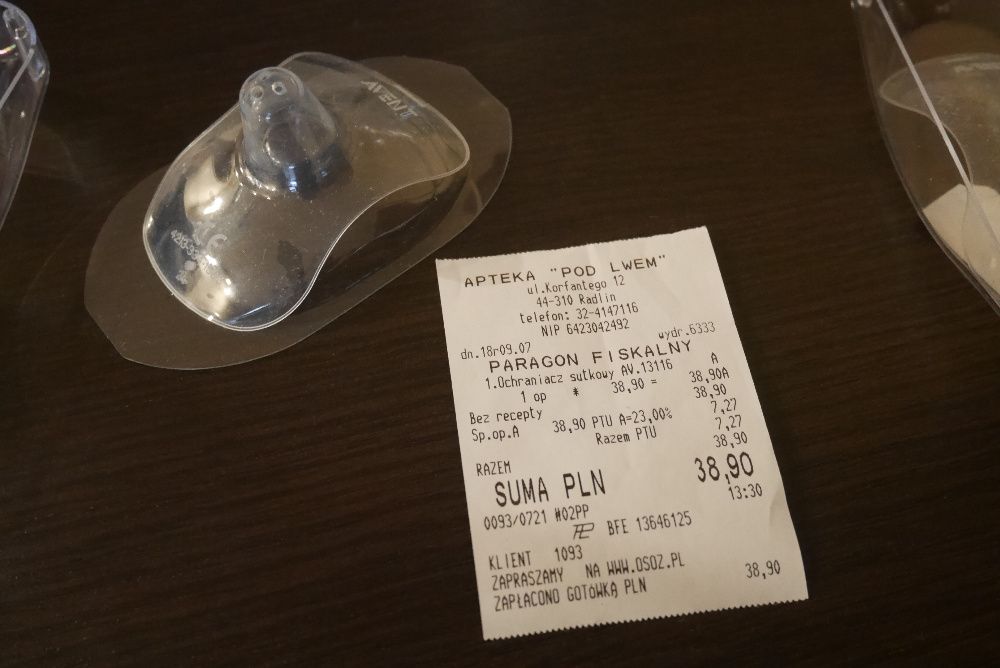 AVENT
APTEKA "POD LWEM"
ul.Korfantego 12
44-310 Radlin
telefon: 32-4147116
NIP 6423042492
dn.18r09.07 wydr.6333
PARAGON FISKALNY
A
1.Ochraniacz sutkowy AV.13116
1 op * 38,90 = 38,90A
Bez recepty 38,90
Sp.op.A 38,90 PTU A=23,00% 7,27
Razem PTU 7,27
RAZEM 38,90
SUMA PLN 38,90
0093/0721 #02PP 13:30
BFE 13646125
KLIENT 1093
ZAPRASZAMY NA WWW.OSOZ.PL
ZAPŁACONO GOTÓWKĄ PLN 38,90